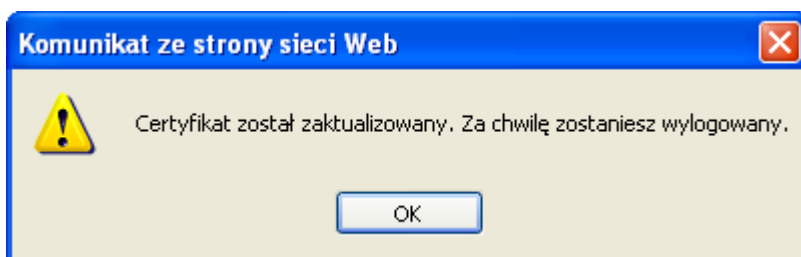 Komunikat ze strony sieci Web
Certyfikat został zaktualizowany. Za chwilę zostaniesz wylogowany.
OK